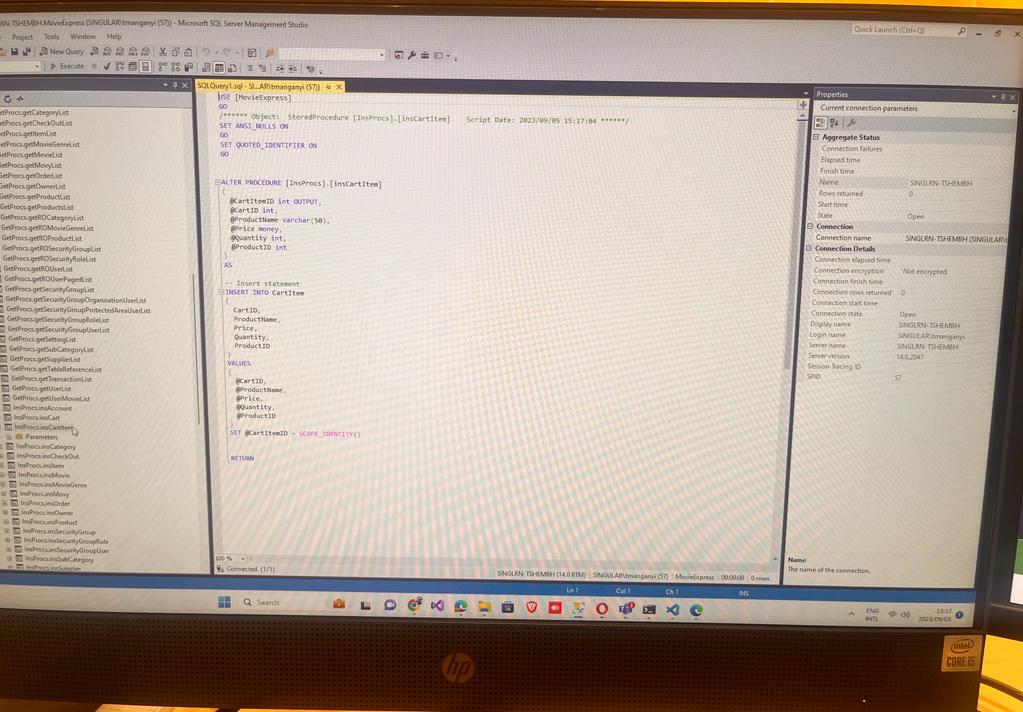 RN-TSHEMBH.MovieExpress (SINGULAR\tmanganyi (57)) - Microsoft SQL Server Management Studio
Quick Launch (Ctrl+Q)
Project Tools Window Help
New Query
Execute
SQLQuery1.sql - SI...AR\tmanganyi (57))
etProcs.getCategoryList
etProcs.getCheckOutList
etProcs.getItemList
etProcs.getMovieGenreList
etProcs.getMovieList
etProcs.getMovyList
etProcs.getOrderList
etProcs.getOwnerList
etProcs.getProductList
etProcs.getProductsList
GetProcs.getROCategoryList
GetProcs.getROMovieGenreList
GetProcs.getROProductList
GetProcs.getROSecurityGroupList
GetProcs.getROSecurityRoleList
GetProcs.getROUserList
GetProcs.getROUserPagedList
GetProcs.getSecurityGroupList
GetProcs.getSecurityGroupOrganisationUserList
GetProcs.getSecurityGroupProtectedAreaUserList
GetProcs.getSecurityGroupRoleList
GetProcs.getSecurityGroupUserList
GetProcs.getSettingList
GetProcs.getSubCategoryList
GetProcs.getSupplierList
GetProcs.getTableReferenceList
GetProcs.getTransactionList
GetProcs.getUserList
GetProcs.getUserMovieList
InsProcs.insAccount
InsProcs.insCart
InsProcs.insCartItem
Parameters
InsProcs.insCategory
InsProcs.insCheckOut
InsProcs.insItem
InsProcs.insMovie
InsProcs.insMovieGenre
InsProcs.insMovy
InsProcs.insOrder
InsProcs.insOwner
InsProcs.insProduct
InsProcs.insSecurityGroup
InsProcs.insSecurityGroupRole
InsProcs.insSecurityGroupUser
InsProcs.insSubCategory
InsProcs.insSupplier
USE [MovieExpress]
GO
/****** Object: StoredProcedure [InsProcs].[insCartItem] Script Date: 2023/09/05 15:17:04 ******/
SET ANSI_NULLS ON
GO
SET QUOTED_IDENTIFIER ON
GO
ALTER PROCEDURE [InsProcs].[insCartItem]
(
@CartItemID int OUTPUT,
@CartID int,
@ProductName varchar(50),
@Price money,
@Quantity int,
@ProductID int
)
AS
-- Insert statement
INSERT INTO CartItem
(
CartID,
ProductName,
Price,
Quantity,
ProductID
)
VALUES
(
@CartID,
@ProductName,
@Price,
@Quantity,
@ProductID
)
SET @CartItemID = SCOPE_IDENTITY()
RETURN
100 %
Connected. (1/1)
SINGLRN-TSHEMBH (14.0 RTM) SINGULAR\tmanganyi (57) MovieExpress 00:00:00 0 rows
Properties
Current connection parameters
Aggregate Status
Connection failures
Elapsed time
Finish time
Name SINGLRN-TSHEMBH
Rows returned 0
Start time
State Open
Connection
Connection name SINGLRN-TSHEMBH (SINGULAR\t
Connection Details
Connection elapsed time
Connection encryption Not encrypted
Connection finish time
Connection rows returned 0
Connection start time
Connection state Open
Display name SINGLRN-TSHEMBH
Login name SINGULAR\tmanganyi
Server name SINGLRN-TSHEMBH
Server version 14.0.2047
Session Tracing ID
SPID 57
Name
The name of the connection.
Ln 1 Col 1 Ch 1 INS
Search
ENG
INTL
15:17
2023/09/05
hp
intel
CORE i5